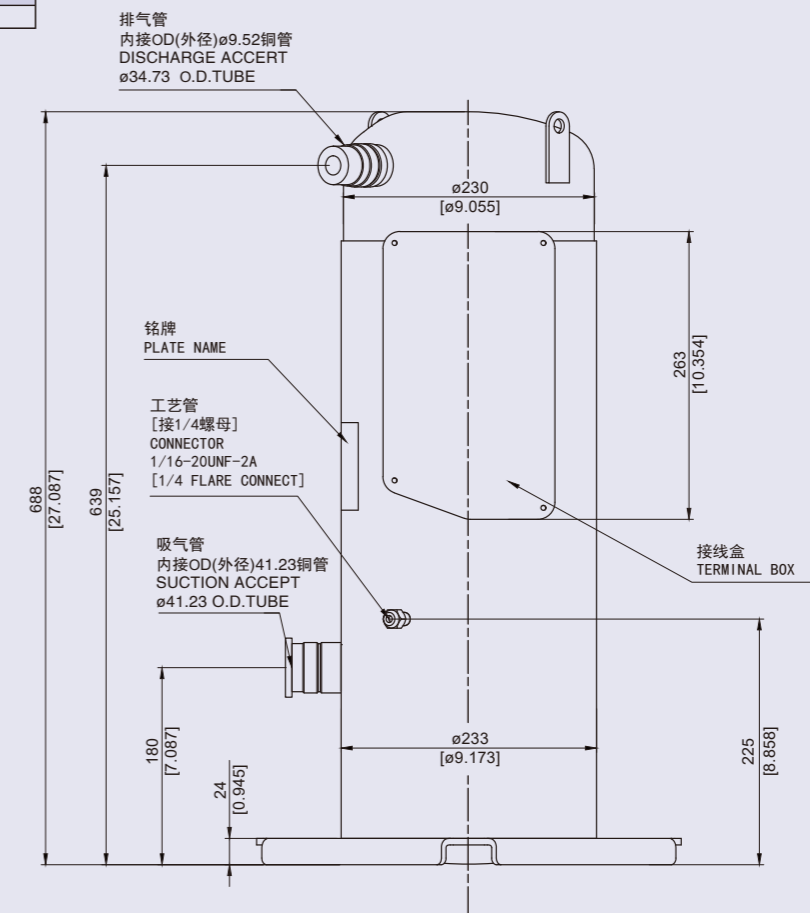 排气管
内接OD(外径)ø9.52铜管
DISCHARGE ACCERT
ø34.73 O.D.TUBE
ø230
[ø9.055]
铭牌
PLATE NAME
263
[10.354]
工艺管
[接1/4螺母]
CONNECTOR
1/16-20UNF-2A
[1/4 FLARE CONNECT]
688
[27.087]
639
[25.157]
吸气管
内接OD(外径)41.23铜管
SUCTION ACCEPT
ø41.23 O.D.TUBE
接线盒
TERMINAL BOX
180
[7.087]
ø233
[ø9.173]
225
[8.858]
24
[0.945]